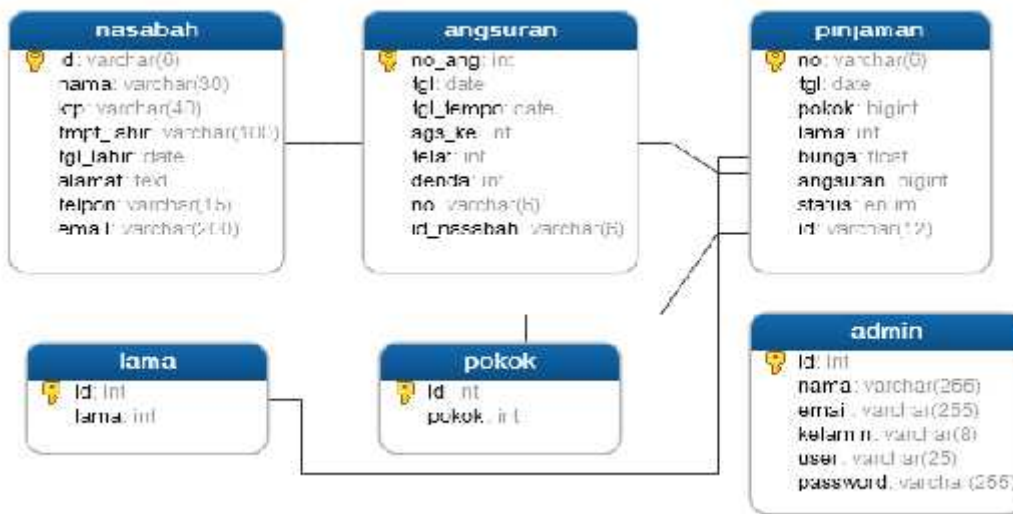 nasabah
id: varchar(6)
nama: varchar(30)
ktp: varchar(40)
tmpt_lahir: varchar(100)
tgl_lahir: date
alamat: text
telpon: varchar(15)
email: varchar(200)
angsuran
no_ang: int
tgl: date
tgl_tempo: date
ags_ke: int
telat: int
denda: int
no: varchar(6)
id_nasabah: varchar(6)
pinjaman
no: varchar(6)
tgl: date
pokok: bigint
lama: int
bunga: float
angsuran: bigint
status: enum
id: varchar(12)
lama
id: int
lama: int
pokok
id: int
pokok: int
admin
id: int
nama: varchar(255)
email: varchar(255)
kelamin: varchar(8)
user: varchar(25)
password: varchar(255)